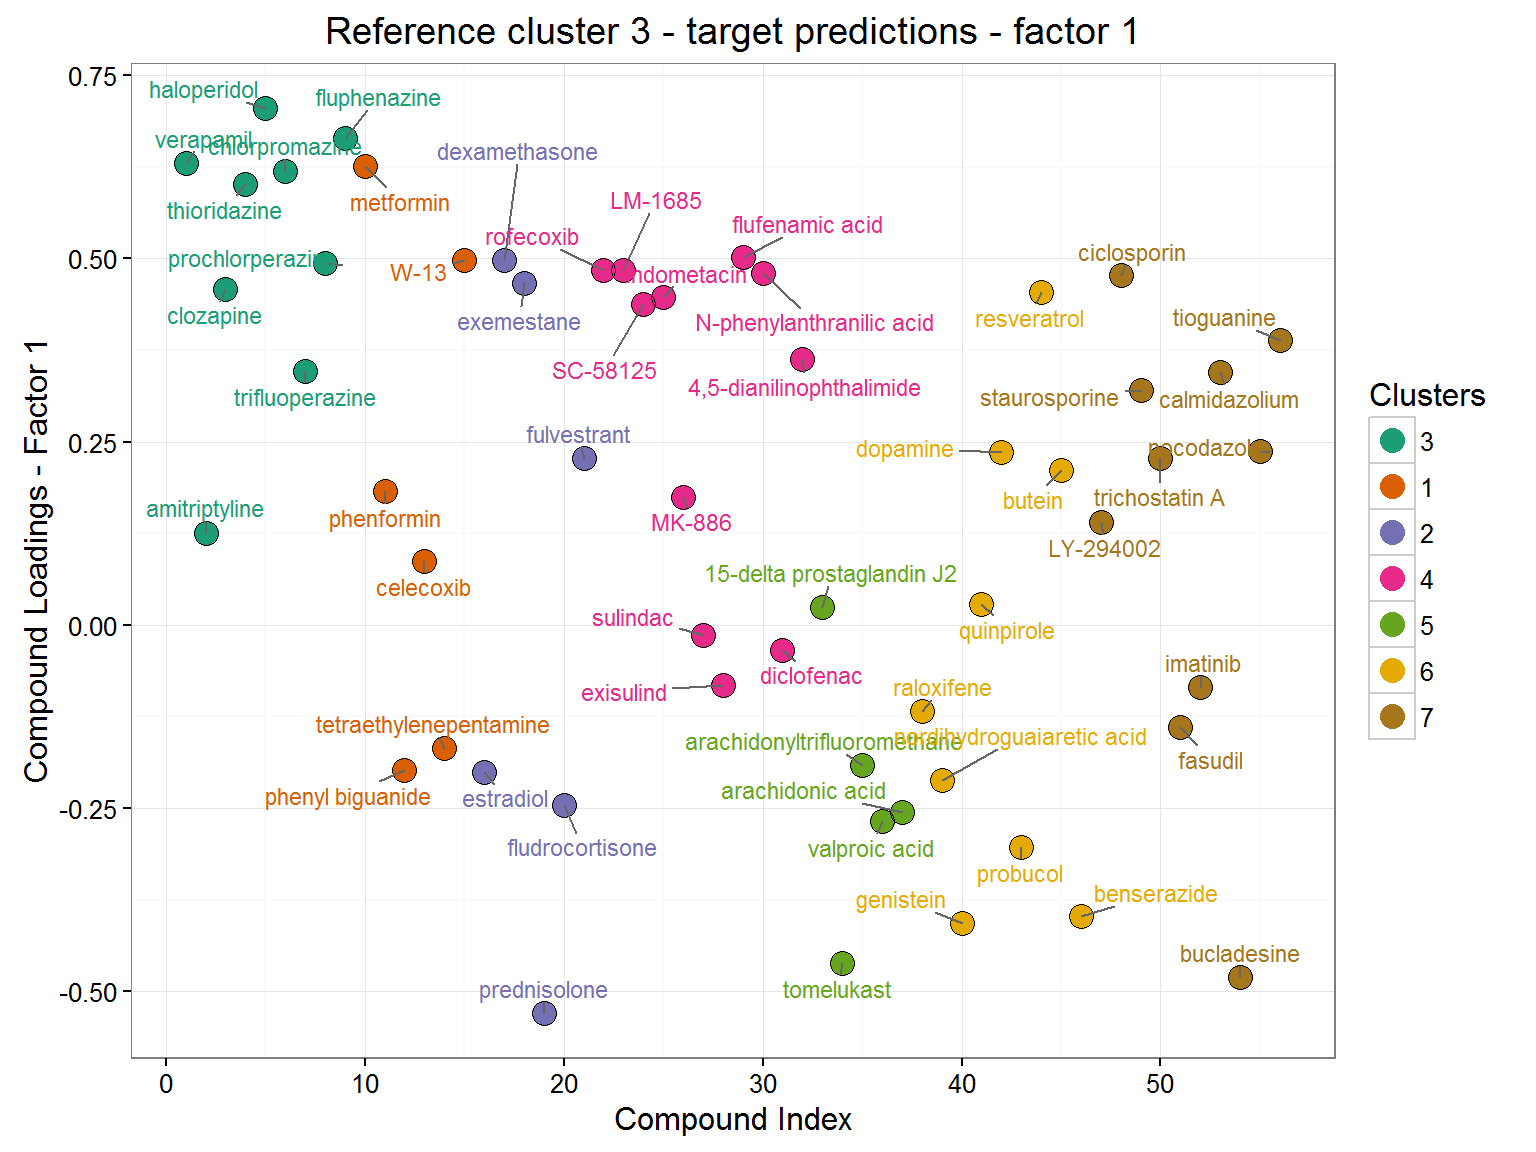 Reference cluster 3 - target predictions - factor 1
Compound Loadings - Factor 1
0.75
0.50
0.25
0.00
-0.25
-0.50
haloperidol
fluphenazine
verapamil
chlorpromazine
dexamethasone
thioridazine
metformin
LM-1685
flufenamic acid
rofecoxib
ciclosporin
prochlorperazine
W-13
indometacin
clozapine
exemestane
N-phenylanthranilic acid
resveratrol
tioguanine
SC-58125
4,5-dianilinophthalimide
trifluoperazine
staurosporine
calmidazolium
fulvestrant
dopamine
nocodazole
amitriptyline
phenformin
MK-886
butein
trichostatin A
LY-294002
celecoxib
15-delta prostaglandin J2
sulindac
quinpirole
diclofenac
imatinib
exisulind
raloxifene
tetraethylenepentamine
arachidonyltrifluoromethane
nordihydroguaiaretic acid
fasudil
phenyl biguanide
estradiol
arachidonic acid
fludrocortisone
valproic acid
probucol
genistein
benserazide
bucladesine
prednisolone
tomelukast
0
10
20
30
40
50
Compound Index
Clusters
3
1
2
4
5
6
7